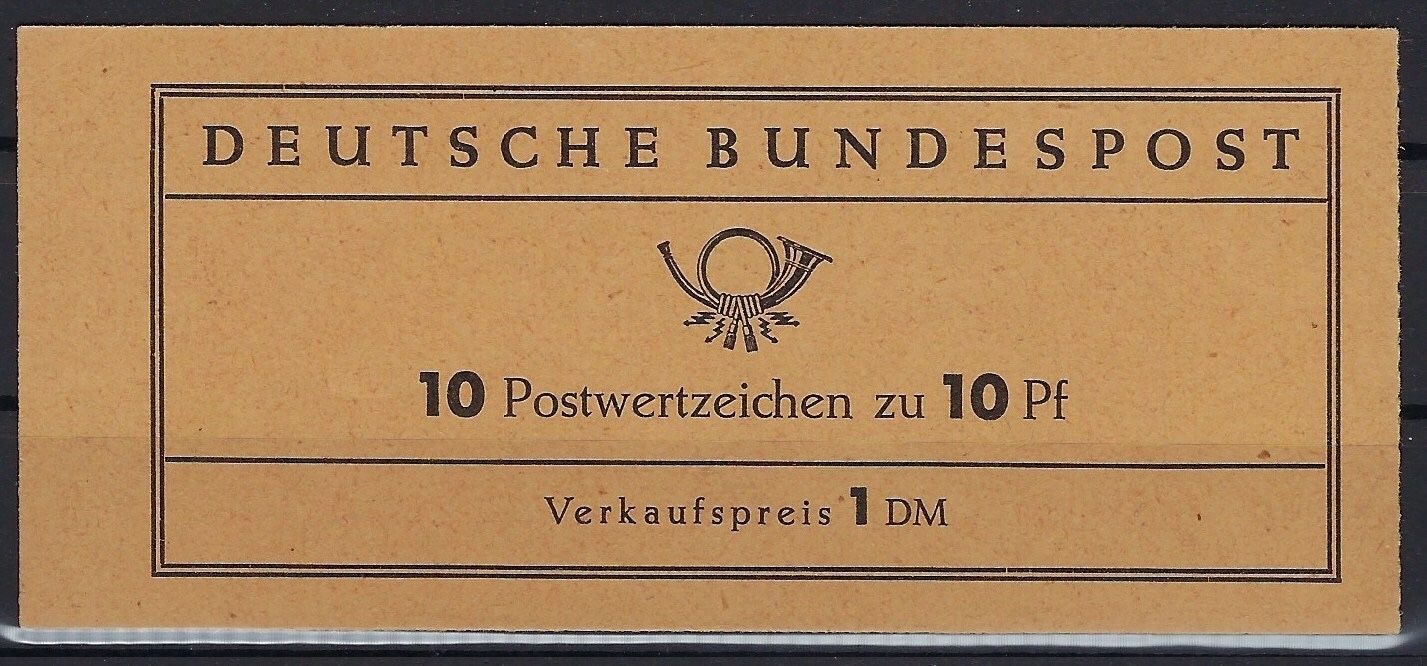 DEUTSCHE BUNDESPOST
10 Postwertzeichen zu 10 Pf
Verkaufspreis 1 DM